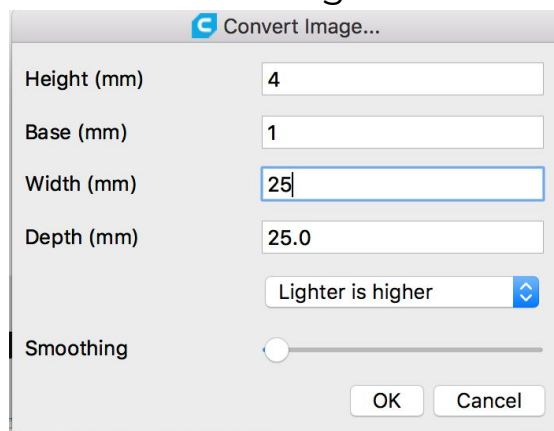 Convert Image...
Height (mm) 4
Base (mm) 1
Width (mm) 25
Depth (mm) 25.0
Lighter is higher
Smoothing
OK Cancel